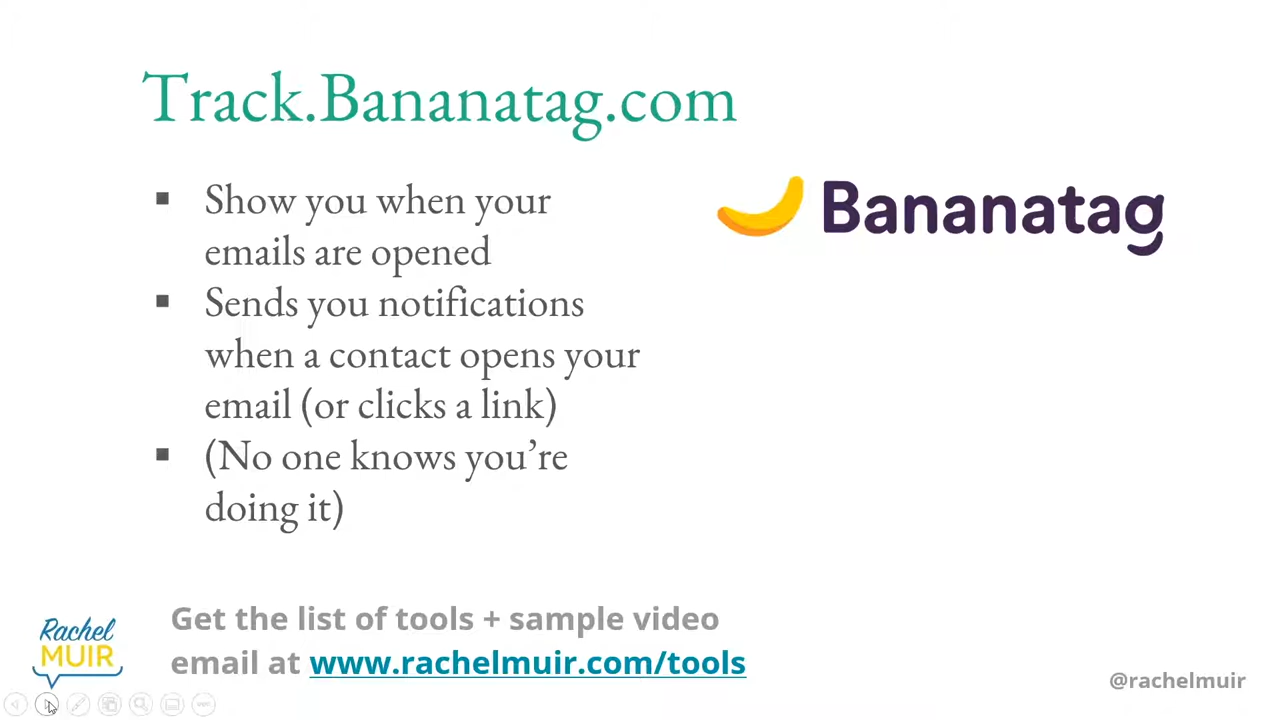 Track.Bananatag.com
Show you when your
emails are opened
Sends you notifications
when a contact opens your
email (or clicks a link)
(No one knows you’re
doing it)
Bananatag
Get the list of tools + sample video
email at www.rachelmuir.com/tools
Rachel
MUIR
@rachelmuir